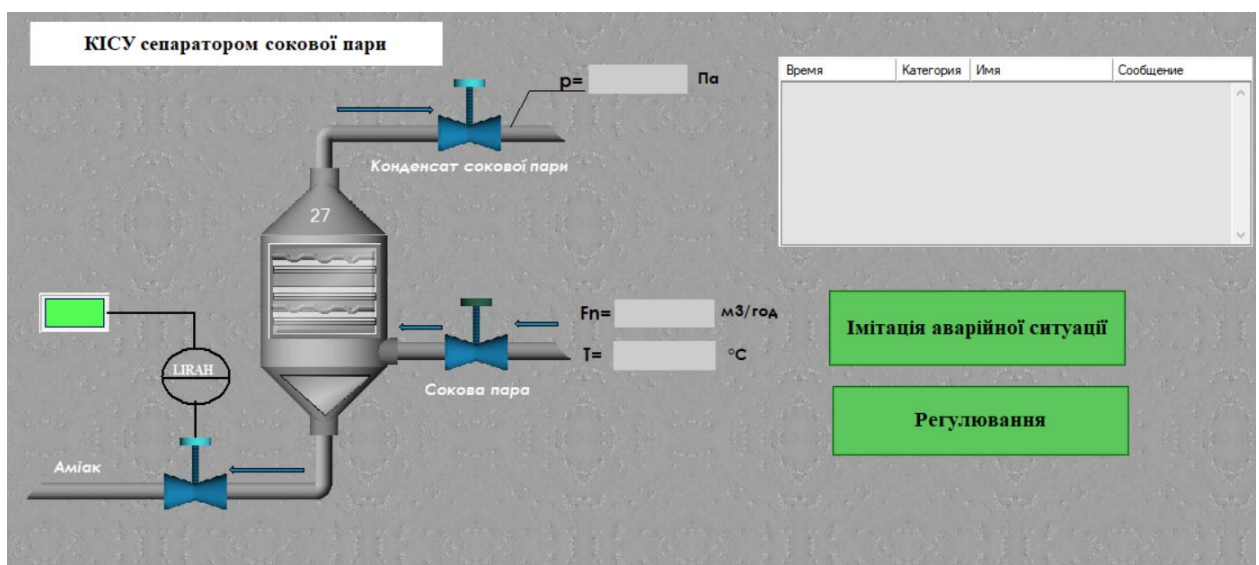 КІСУ сепаратором сокової пари
p= Па
Время Категория Имя Сообщение
Конденсат сокової пари
27
Fп= м3/год
Імітація аварійної ситуації
T= °C
LIRAH
Сокова пара
Регулювання
Аміак